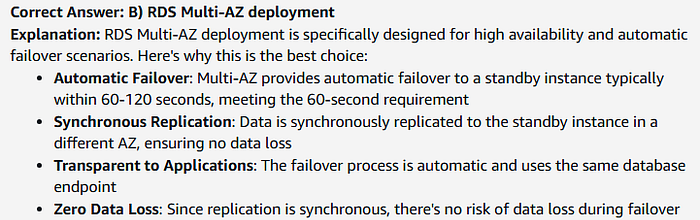 Correct Answer: B) RDS Multi-AZ deployment
Explanation: RDS Multi-AZ deployment is specifically designed for high availability and automatic
failover scenarios. Here's why this is the best choice:
• Automatic Failover: Multi-AZ provides automatic failover to a standby instance typically
within 60-120 seconds, meeting the 60-second requirement
• Synchronous Replication: Data is synchronously replicated to the standby instance in a
different AZ, ensuring no data loss
• Transparent to Applications: The failover process is automatic and uses the same database
endpoint
• Zero Data Loss: Since replication is synchronous, there's no risk of data loss during failover